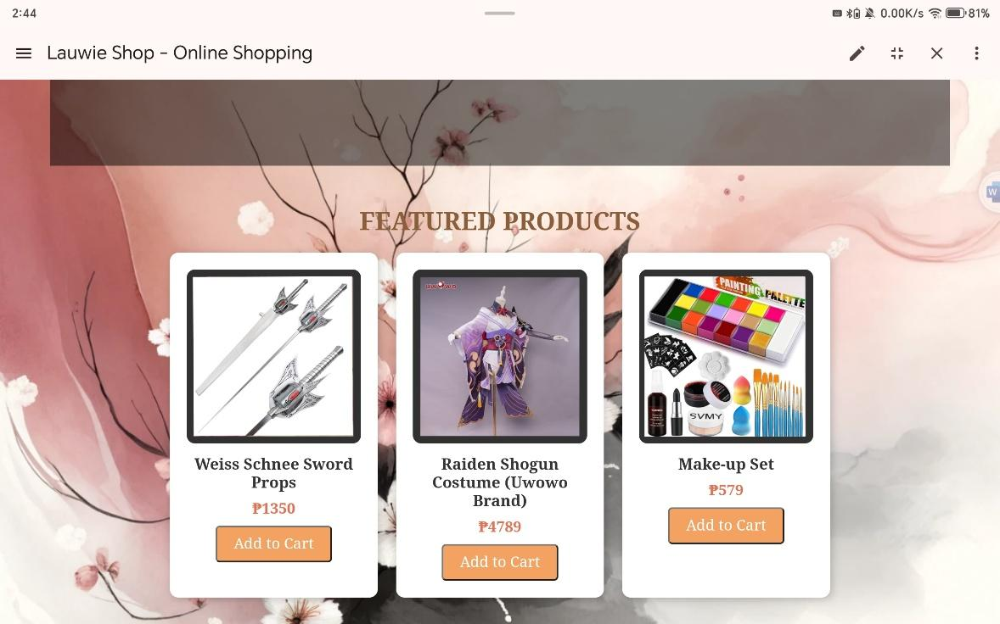 2:44
0.00K/s
81%
Lauwie Shop - Online Shopping
W
FEATURED PRODUCTS
uwowo
PAINTING
PALETTE
SVMY
Weiss Schnee Sword
Props
₱1350
Add to Cart
Raiden Shogun
Costume (Uwowo
Brand)
₱4789
Add to Cart
Make-up Set
₱579
Add to Cart